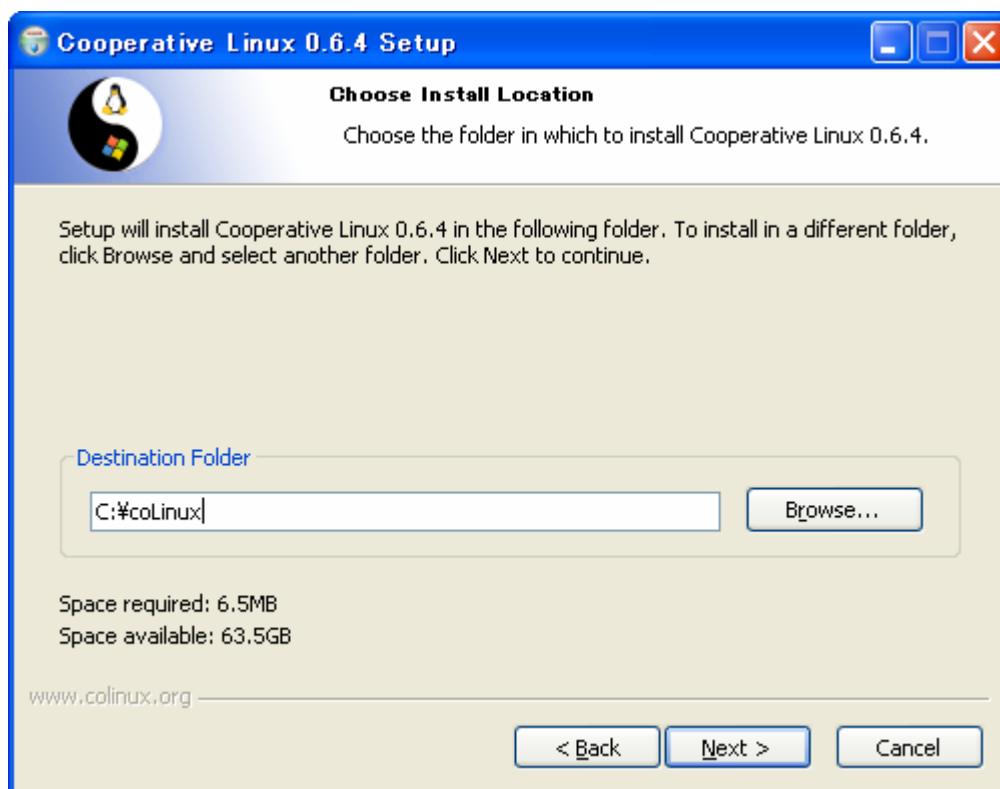 Cooperative Linux 0.6.4 Setup
Choose Install Location
Choose the folder in which to install Cooperative Linux 0.6.4.
Setup will install Cooperative Linux 0.6.4 in the following folder. To install in a different folder,
click Browse and select another folder. Click Next to continue.
Destination Folder
C:¥coLinux
Browse...
Space required: 6.5MB
Space available: 63.5GB
www.colinux.org
< Back
Next >
Cancel